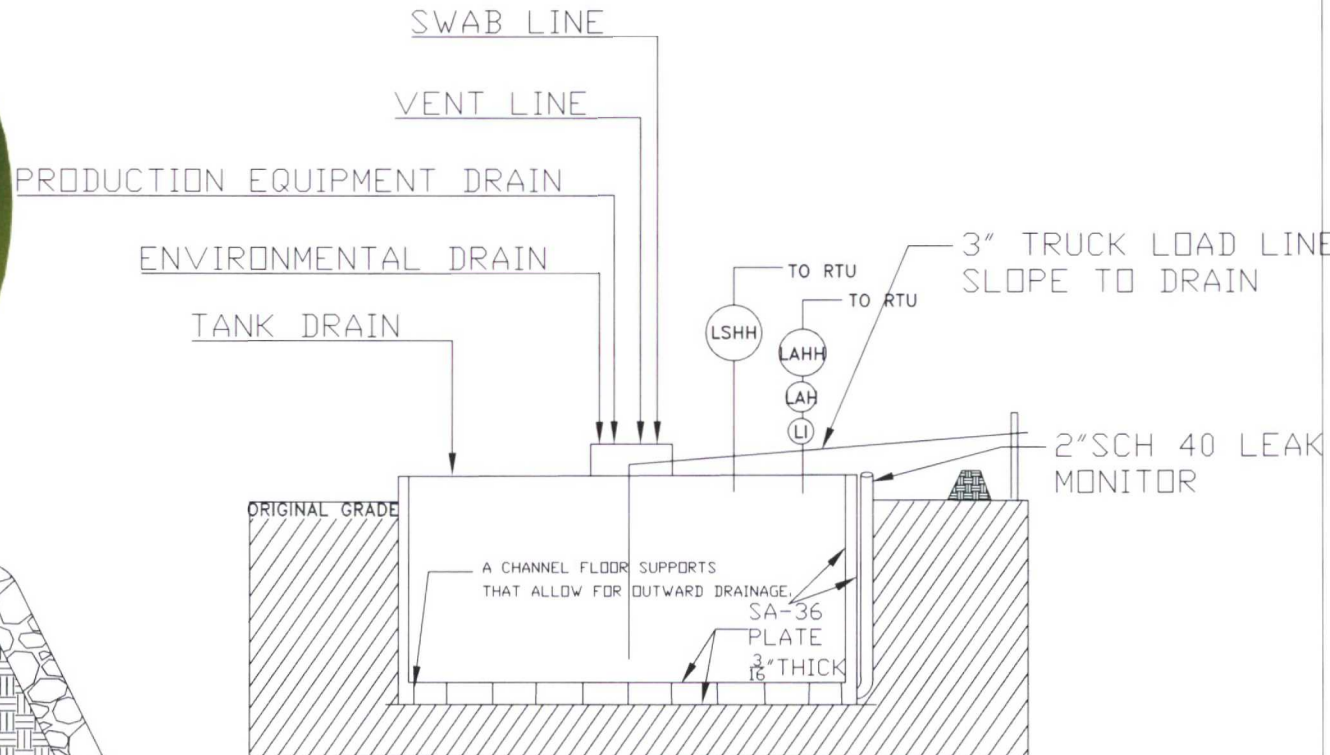 SWAB LINE
VENT LINE
PRODUCTION EQUIPMENT DRAIN
ENVIRONMENTAL DRAIN
TANK DRAIN
TO RTU
TO RTU
3" TRUCK LOAD LINE
SLOPE TO DRAIN
LSHH
LAHH
LAH
LI
2"SCH 40 LEAK
MONITOR
ORIGINAL GRADE
A CHANNEL FLOOR SUPPORTS
THAT ALLOW FOR OUTWARD DRAINAGE.
SA-36
PLATE
3/16"THICK